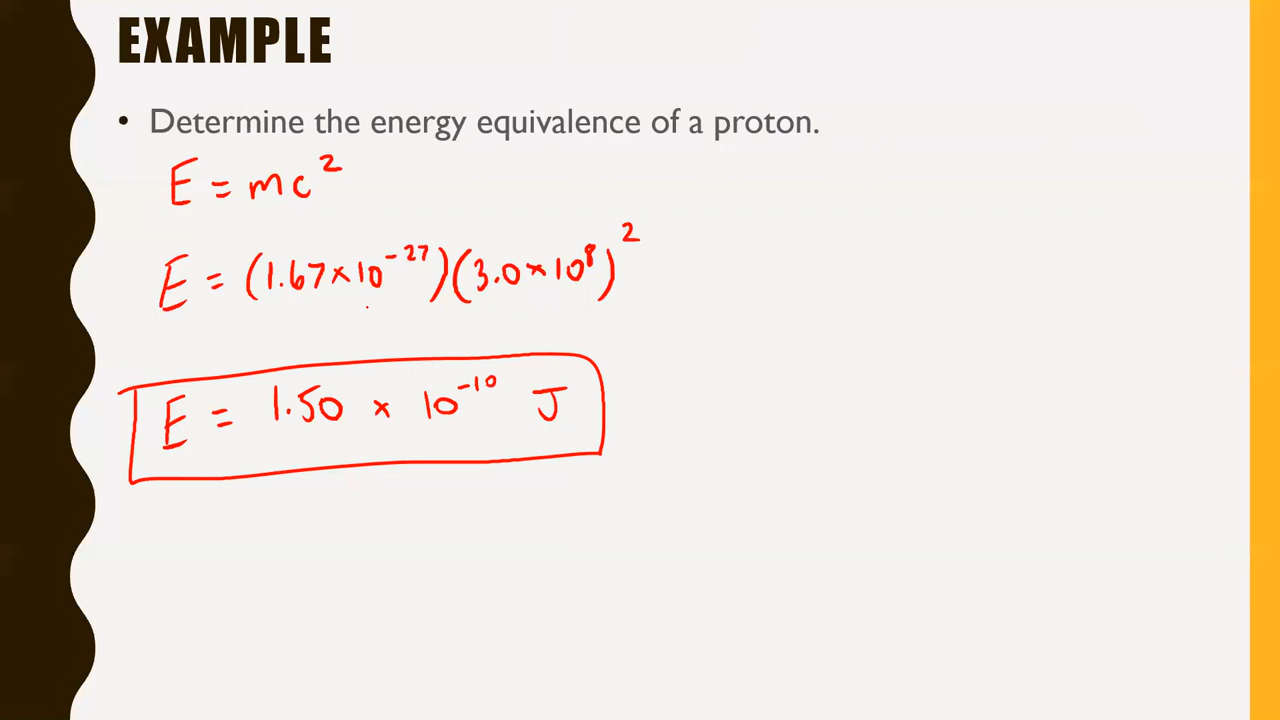 EXAMPLE
• Determine the energy equivalence of a proton.
E = mc²
E = (1.67×10⁻²⁷)(3.0×10⁸)²
E = 1.50 × 10⁻¹⁰ J